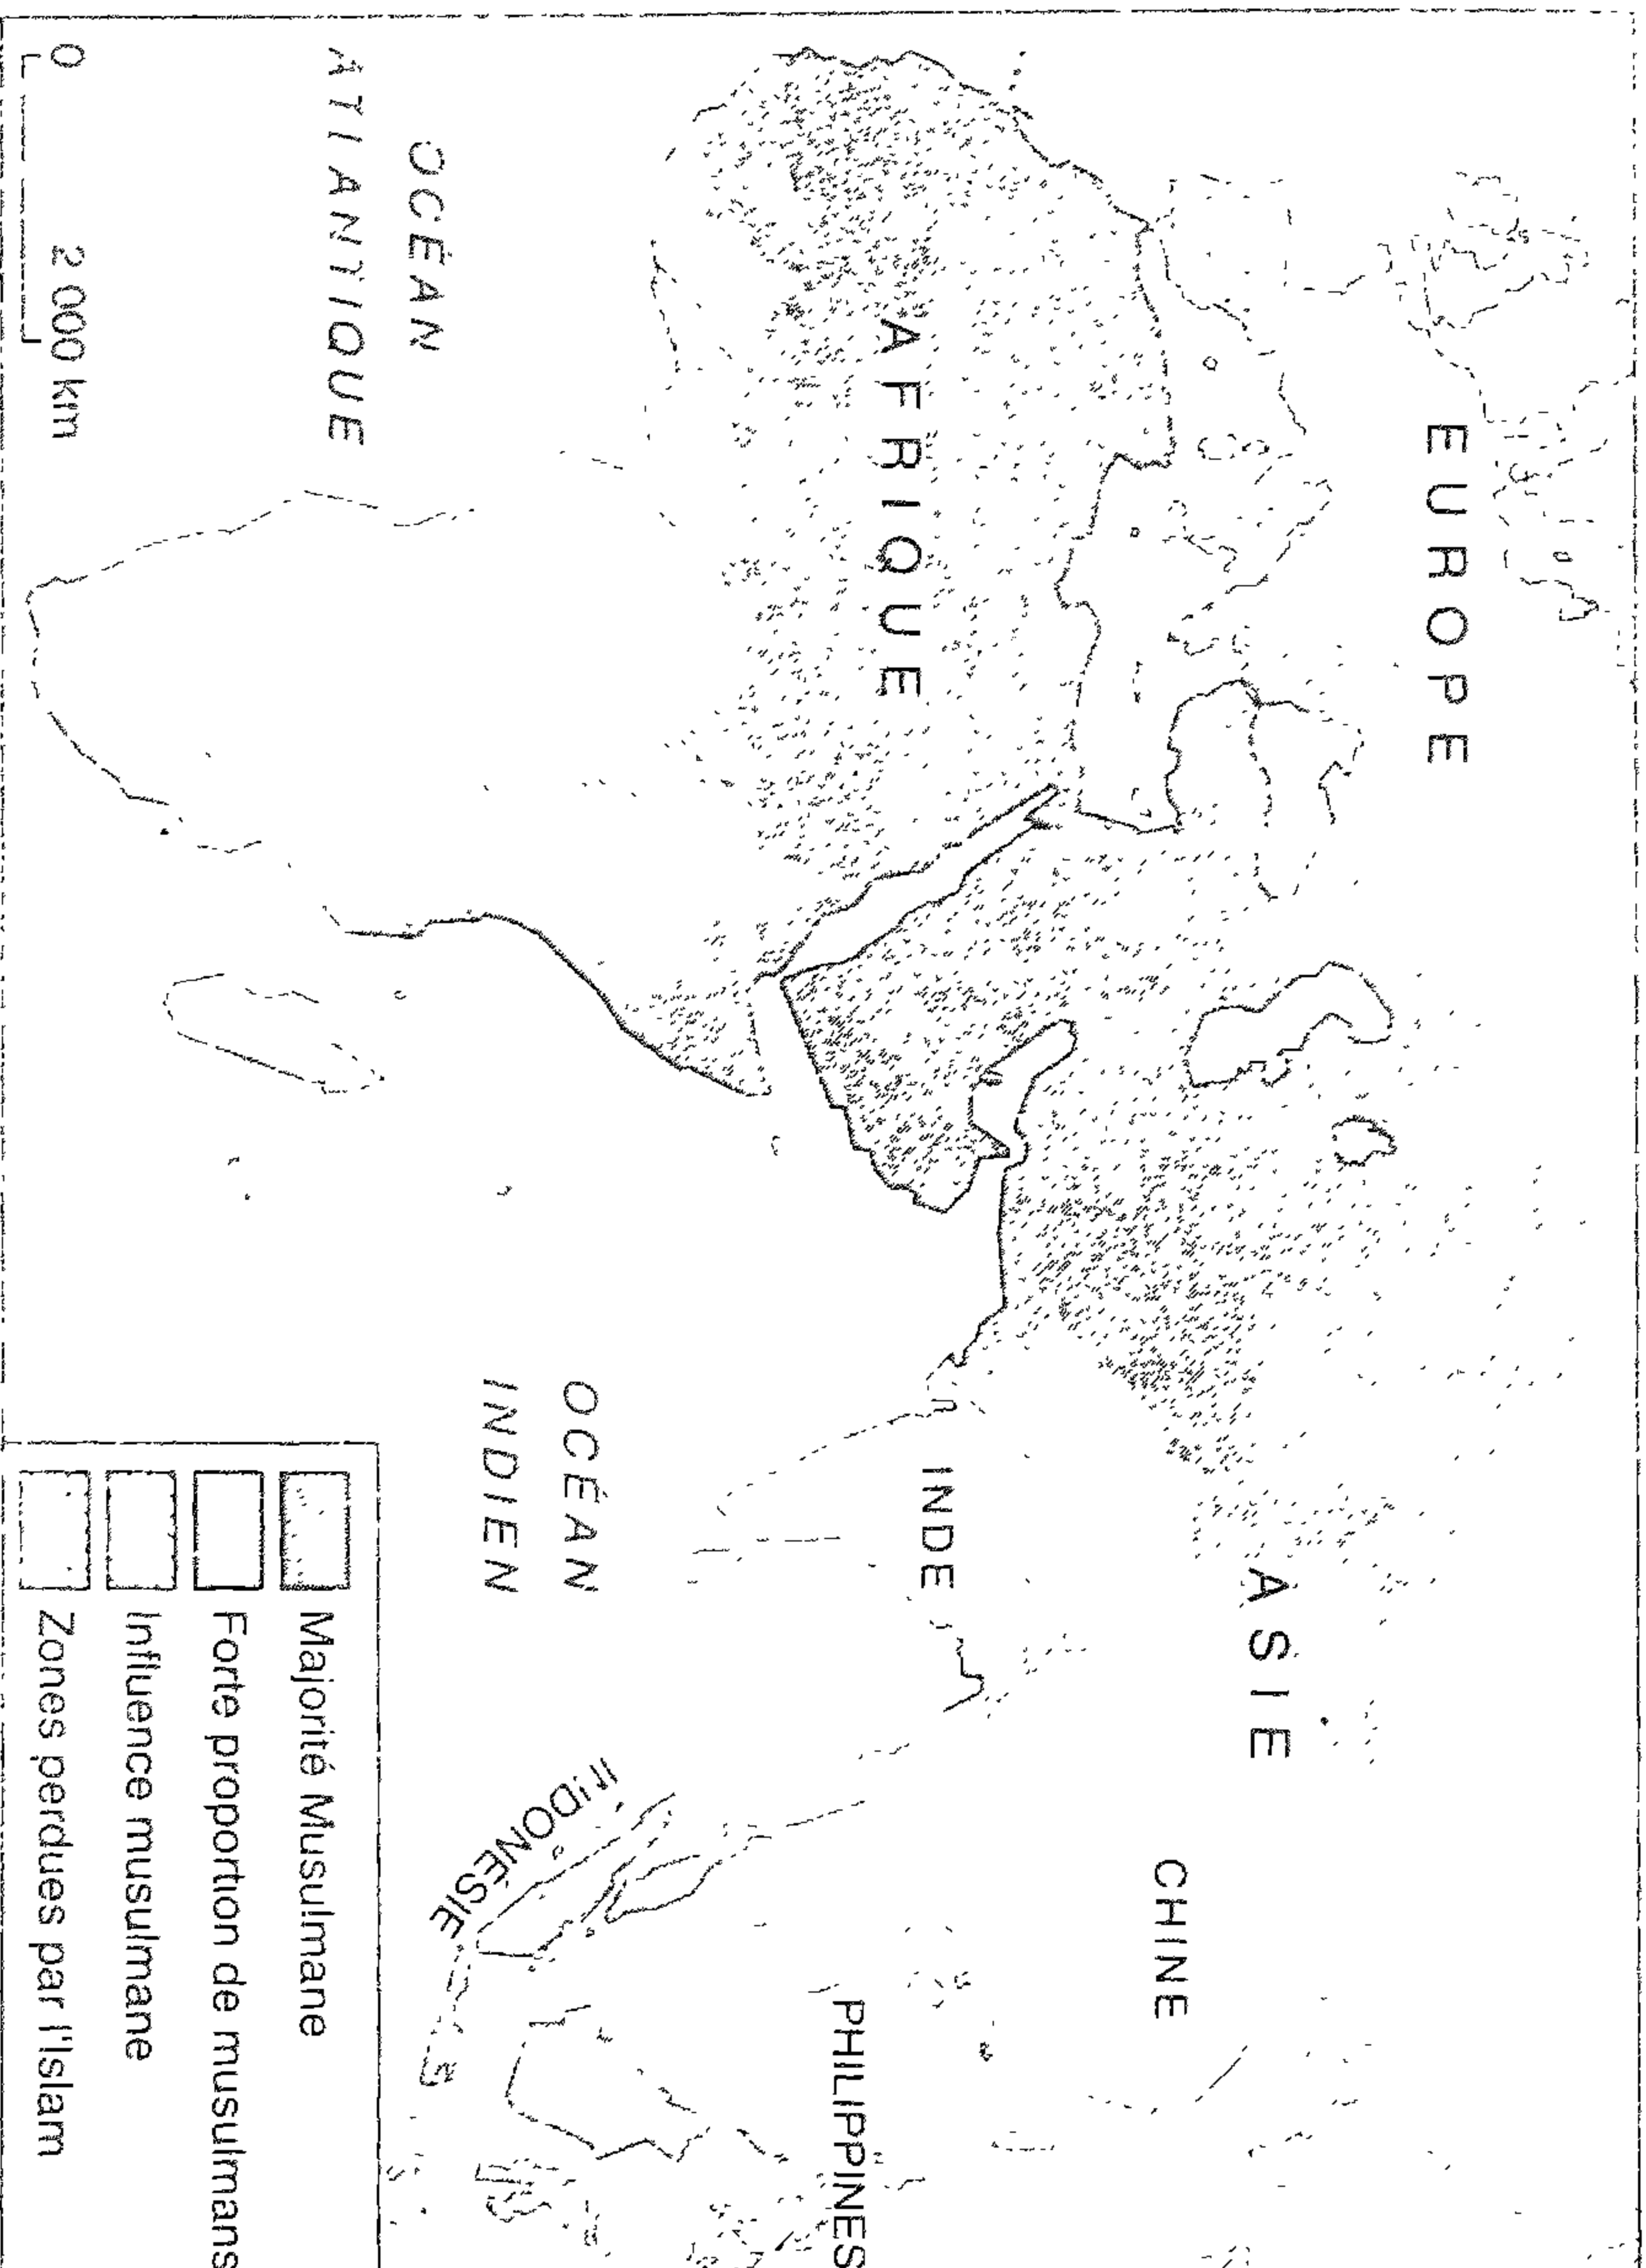 EUROPE
ASIE
CHINE
AFRIQUE
INDE
PHILIPPINES
OCÉAN
ATLANTIQUE
OCÉAN
INDIEN
INDONÉSIE
0 2 000 km
Majorité Musulmane
Forte proportion de musulmans
Influence musulmane
Zones perdues par l'Islam